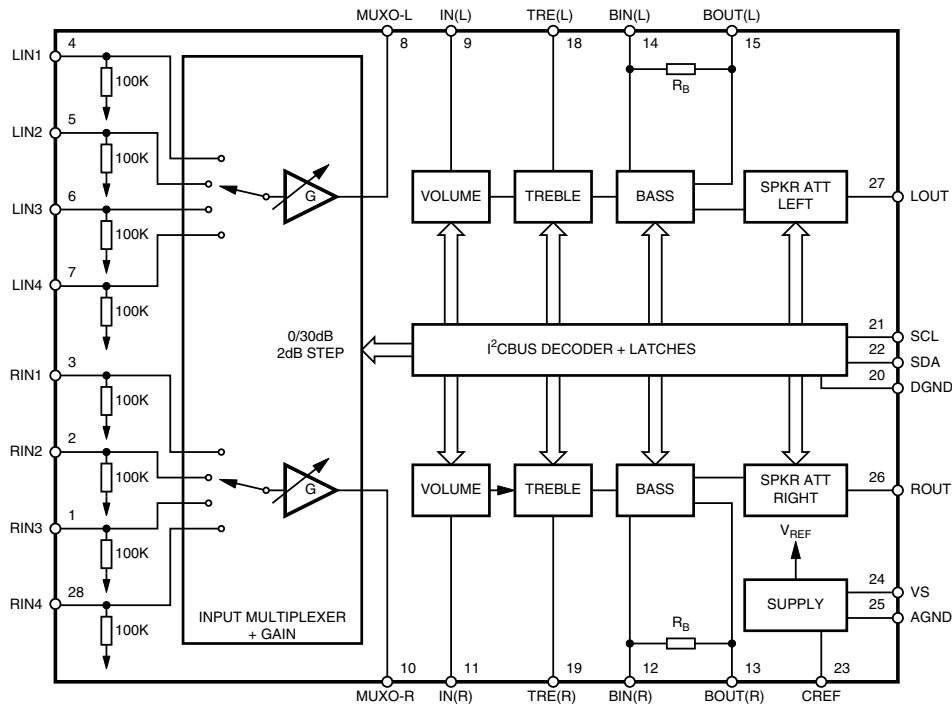 MUXO-L IN(L) TRE(L) BIN(L) BOUT(L)
8 9 18 14 15
LIN1 4
100K
LIN2 5
100K
LIN3 6
100K
LIN4 7
100K
G
R_B
VOLUME TREBLE BASS SPKR ATT LEFT 27 LOUT
0/30dB
2dB STEP
I²CBUS DECODER + LATCHES
21 SCL
22 SDA
20 DGND
RIN1 3
100K
RIN2 2
100K
RIN3 1
100K
RIN4 28
100K
G
VOLUME TREBLE BASS SPKR ATT RIGHT 26 ROUT
V_REF
SUPPLY
24 VS
25 AGND
INPUT MULTIPLEXER
+ GAIN
R_B
10 11 19 12 13 23
MUXO-R IN(R) TRE(R) BIN(R) BOUT(R) CREF